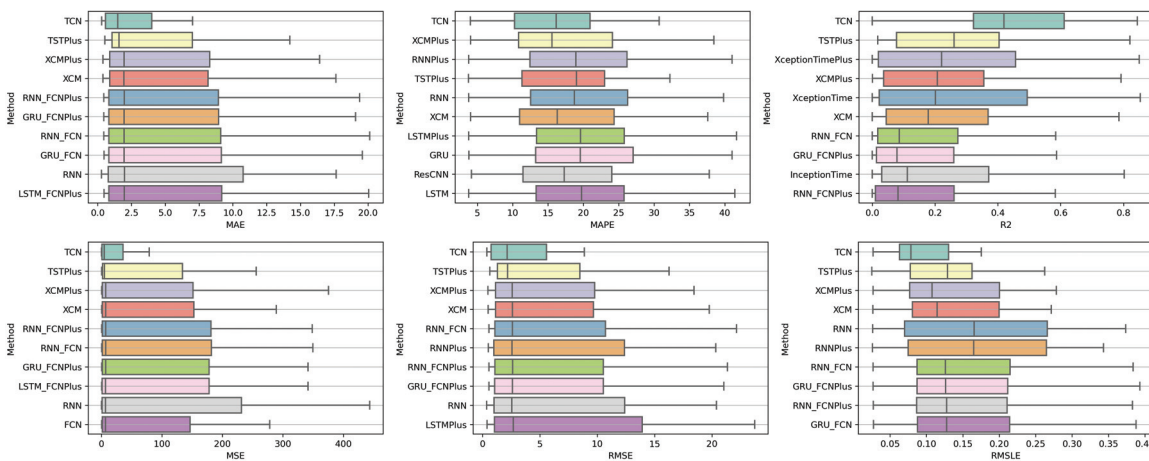 Method
TCN
TSTPlus
XCMPlus
XCM
RNN_FCNPlus
GRU_FCNPlus
RNN_FCN
GRU_FCN
RNN
LSTM_FCNPlus
0.0 2.5 5.0 7.5 10.0 12.5 15.0 17.5 20.0
MAE
Method
TCN
XCMPlus
RNNPlus
TSTPlus
RNN
XCM
LSTMPlus
GRU
ResCNN
LSTM
5 10 15 20 25 30 35 40
MAPE
Method
TCN
TSTPlus
XceptionTimePlus
XCMPlus
XceptionTime
XCM
RNN_FCN
GRU_FCNPlus
InceptionTime
RNN_FCNPlus
0.0 0.2 0.4 0.6 0.8
R2
Method
TCN
TSTPlus
XCMPlus
XCM
RNN_FCNPlus
RNN_FCN
GRU_FCNPlus
LSTM_FCNPlus
RNN
FCN
0 100 200 300 400
MSE
Method
TCN
TSTPlus
XCMPlus
XCM
RNN_FCN
RNNPlus
RNN_FCNPlus
GRU_FCNPlus
RNN
LSTMPlus
0 5 10 15 20
RMSE
Method
TCN
TSTPlus
XCMPlus
XCM
RNN
RNNPlus
RNN_FCN
GRU_FCNPlus
RNN_FCNPlus
GRU_FCN
0.05 0.10 0.15 0.20 0.25 0.30 0.35 0.40
RMSLE